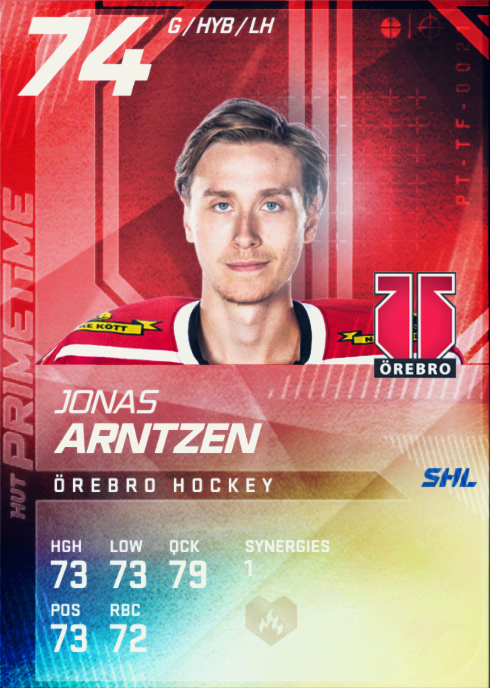 74
G / HYB / LH
PT-TF-0021
HUT PRIMETIME
ÖREBRO
JONAS
ARNTZEN
ÖREBRO HOCKEY
SHL
HGH LOW QCK SYNERGIES
73 73 79 1
POS RBC
73 72